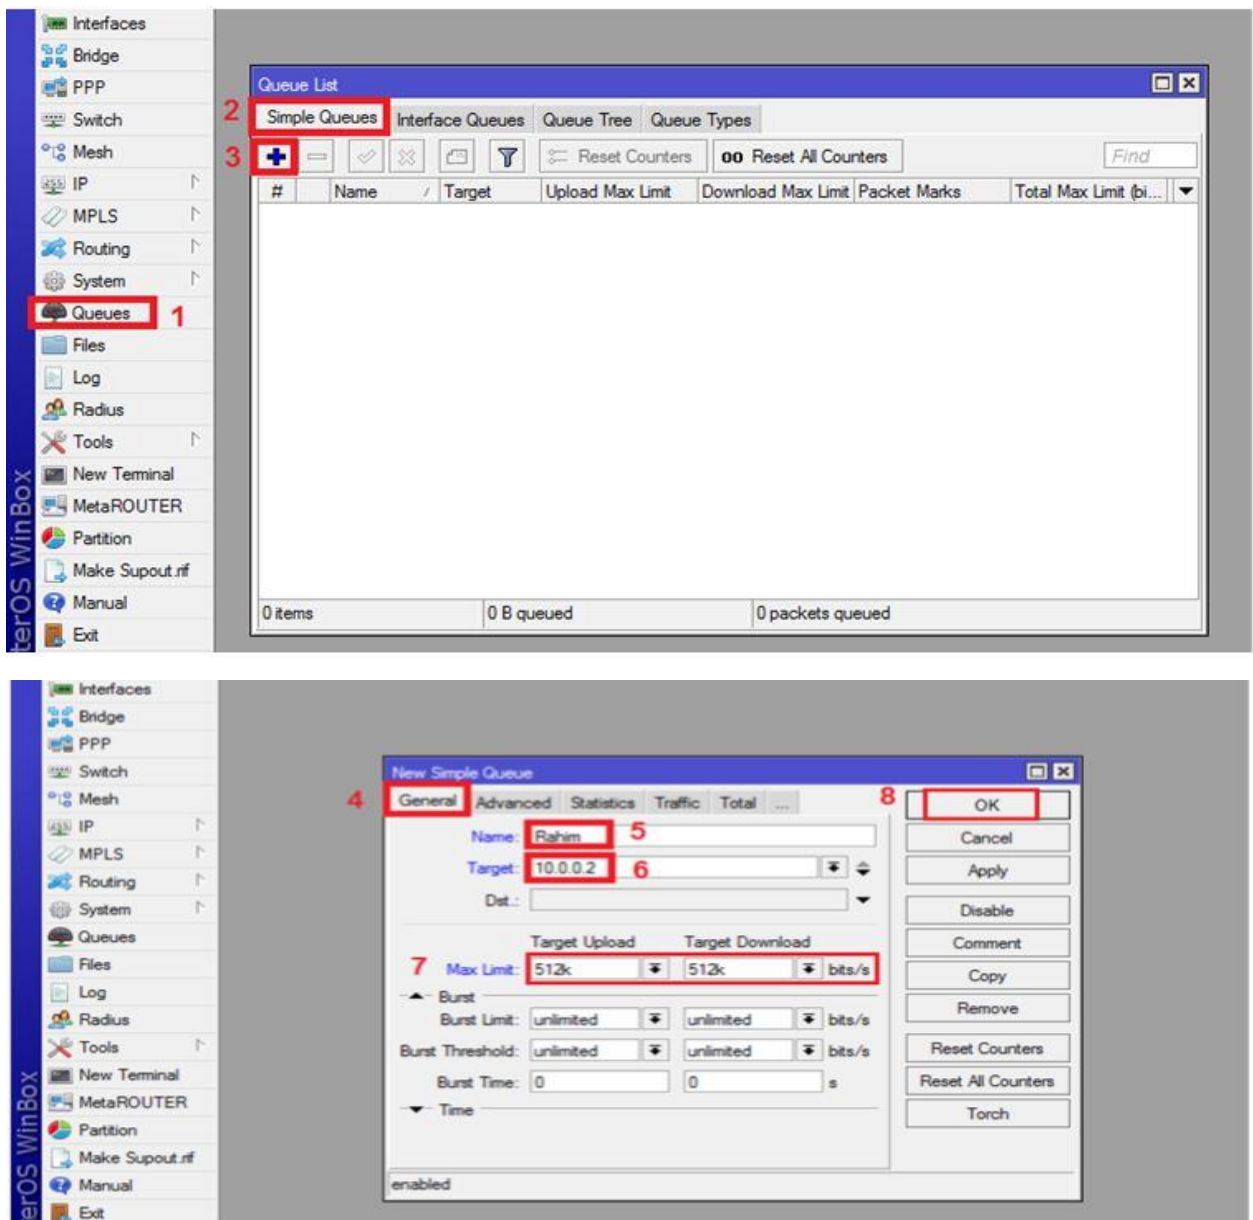 Interfaces
Bridge
PPP
Switch
Mesh
IP
MPLS
Routing
System
Queues 1
Files
Log
Radius
Tools
New Terminal
MetaROUTER
Partition
Make Supout.rif
Manual
Exit
terOS WinBox
Queue List
2 Simple Queues Interface Queues Queue Tree Queue Types
3 Reset Counters 00 Reset All Counters Find
# Name / Target Upload Max Limit Download Max Limit Packet Marks Total Max Limit (bi...
0 items 0 B queued 0 packets queued
Interfaces
Bridge
PPP
Switch
Mesh
IP
MPLS
Routing
System
Queues
Files
Log
Radius
Tools
New Terminal
MetaROUTER
Partition
Make Supout.rif
Manual
Exit
erOS WinBox
New Simple Queue
4 General Advanced Statistics Traffic Total ...
Name: Rahim 5
Target: 10.0.0.2 6
Dst.:
Target Upload Target Download
7 Max Limit: 512k 512k bits/s
Burst
Burst Limit: unlimited unlimited bits/s
Burst Threshold: unlimited unlimited bits/s
Burst Time: 0 0 s
Time
enabled
8 OK
Cancel
Apply
Disable
Comment
Copy
Remove
Reset Counters
Reset All Counters
Torch